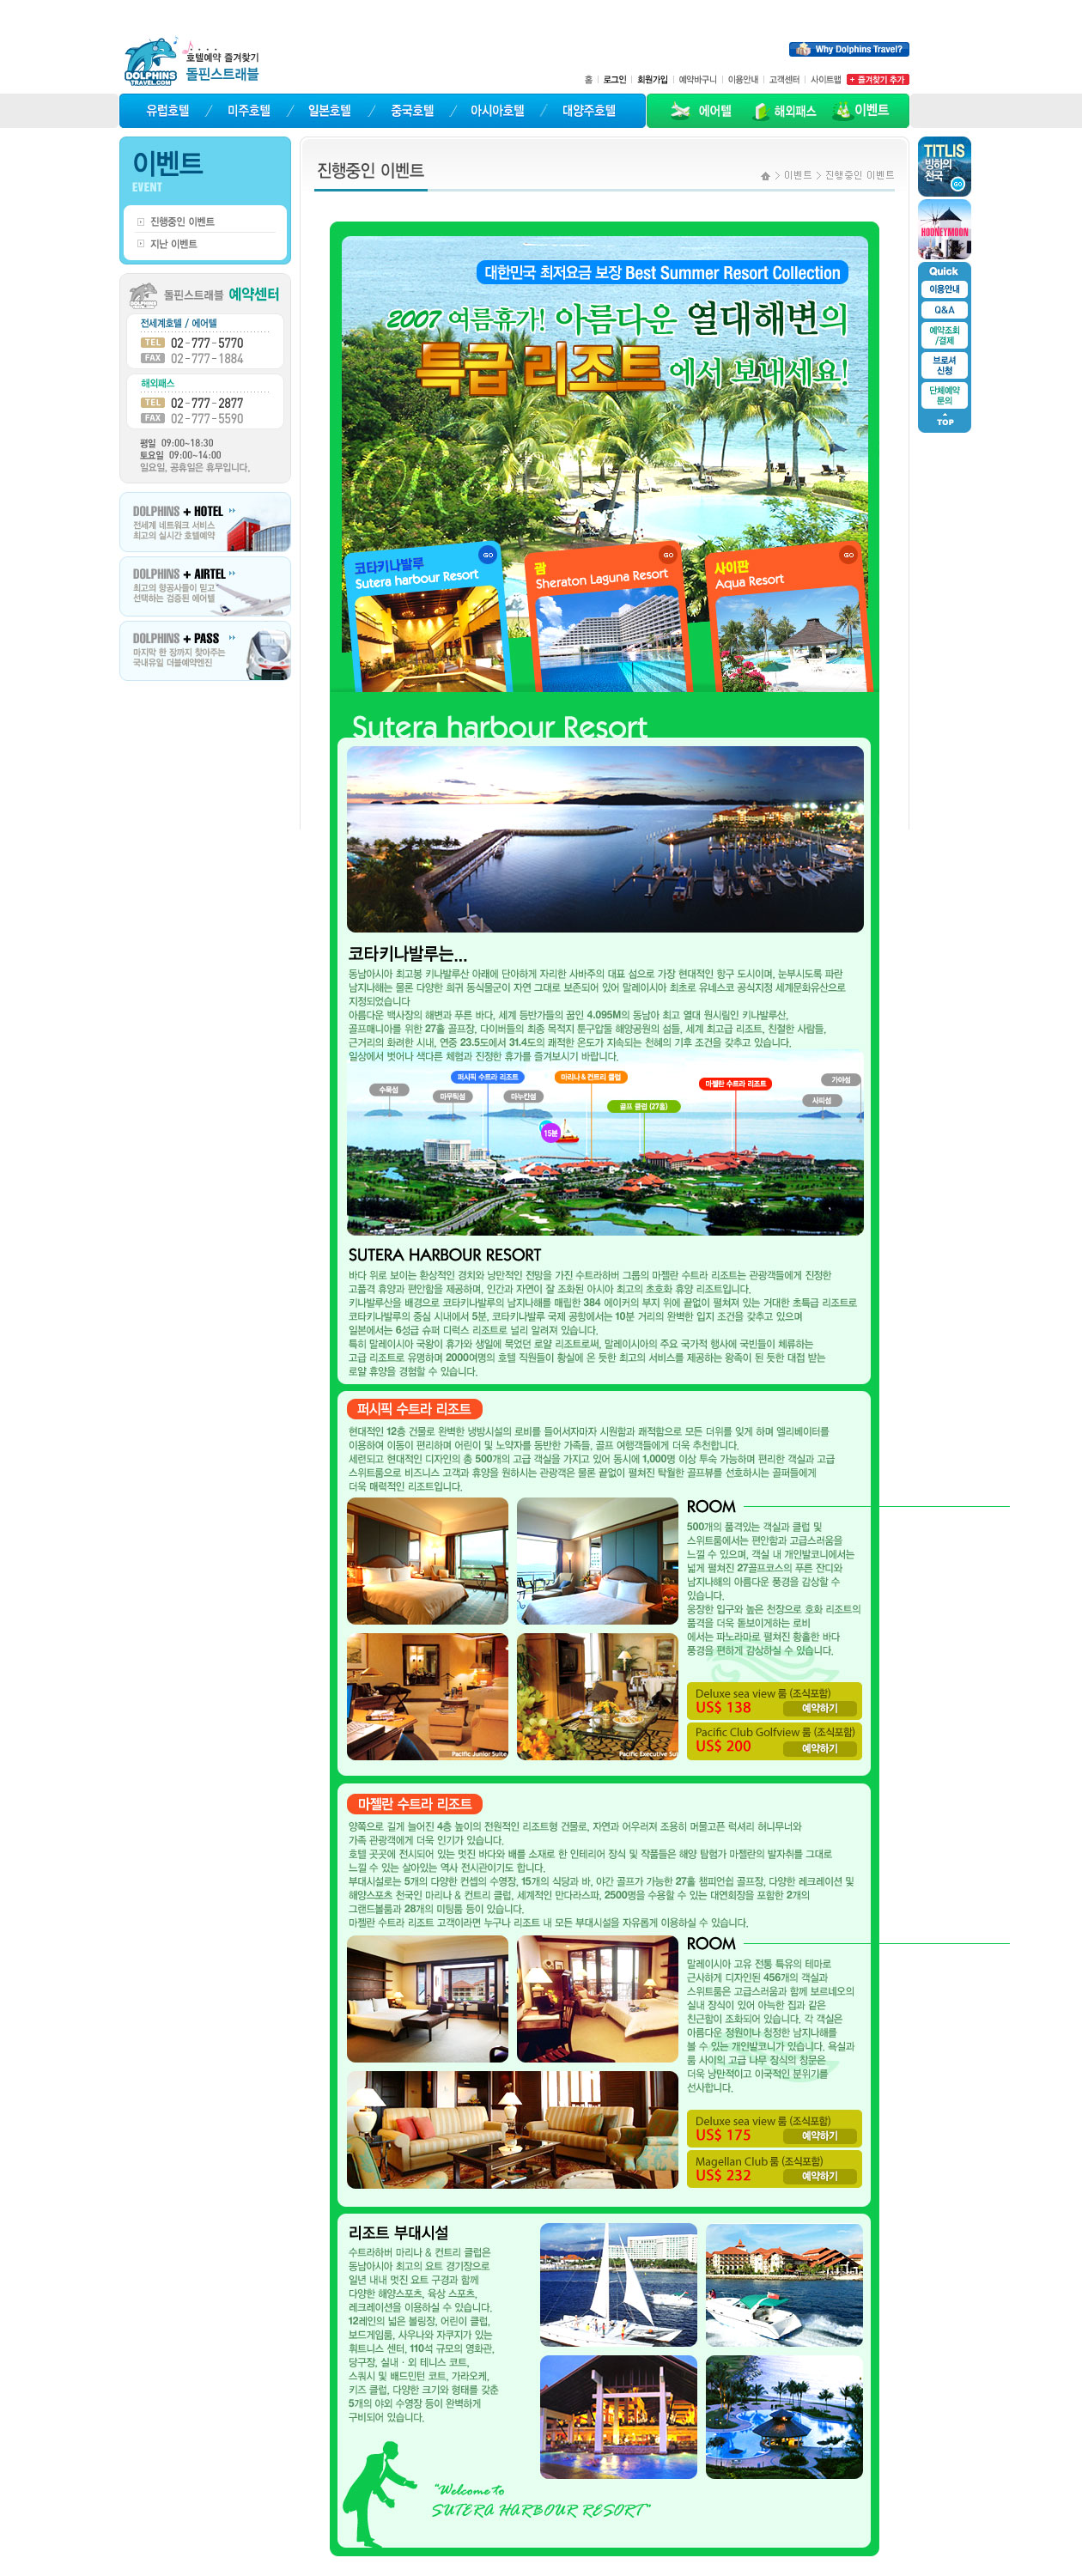 Why Dolphins Travel?
호텔예약 즐겨찾기
돌핀스트래블
DOLPHINS
TRAVEL.COM
홈 로그인 회원가입 예약바구니 이용안내 고객센터 사이트맵 + 즐겨찾기 추가
유럽호텔 / 미주호텔 / 일본호텔 / 중국호텔 / 아시아호텔 / 대양주호텔
에어텔 해외패스 이벤트
이벤트
EVENT
진행중인 이벤트
지난 이벤트
돌핀스트래블 예약센터
전세계호텔 / 에어텔
TEL 02-777-5770
FAX 02-777-1884
해외패스
TEL 02-777-2877
FAX 02-777-5590
평일 09:00~18:30
토요일 09:00~14:00
일요일, 공휴일은 휴무입니다.
DOLPHINS + HOTEL
전세계 네트워크 서비스
최고의 실시간 호텔예약
DOLPHINS + AIRTEL
최고의 항공사들이 믿고
선택하는 검증된 에어텔
DOLPHINS + PASS
마지막 한 장까지 찾아주는
국내유일 더블예약엔진
진행중인 이벤트
> 이벤트 > 진행중인 이벤트
TITLIS
빙하의
천국
GO
HOONEYMOON
Quick
이용안내
Q&A
예약조회
/결제
브로셔
신청
단체예약
문의
TOP
대한민국 최저요금 보장 Best Summer Resort Collection
2007 여름휴가! 아름다운 열대해변의
특급리조트에서 보내세요!
코타키나발루
Sutera harbour Resort
GO
괌
Sheraton Laguna Resort
GO
사이판
Aqua Resort
GO
Sutera harbour Resort
코타키나발루는...
동남아시아 최고봉 키나발루산 아래에 단아하게 자리한 사바주의 대표 섬으로 가장 현대적인 항구 도시이며, 눈부시도록 파란
남지나해는 물론 다양한 희귀 동식물군이 자연 그대로 보존되어 있어 말레이시아 최초로 유네스코 공식지정 세계문화유산으로
지정되었습니다
아름다운 백사장의 해변과 푸른 바다, 세계 등반가들의 꿈인 4.095M의 동남아 최고 열대 원시림인 키나발루산,
골프매니아를 위한 27홀 골프장, 다이버들의 최종 목적지 툰구압둘 해양공원의 섬들, 세계 최고급 리조트, 친절한 사람들,
근거리의 화려한 시내, 연중 23.5도에서 31.4도의 쾌적한 온도가 지속되는 천혜의 기후 조건을 갖추고 있습니다.
일상에서 벗어나 색다른 체험과 진정한 휴가를 즐겨보시기 바랍니다.
퍼시픽 수트라 리조트
마리나 & 컨트리 클럽
마젤란 수트라 리조트
가야섬
수묵섬
마무틱섬
마누칸섬
골프 클럽 (27홀)
사피섬
15분
SUTERA HARBOUR RESORT
바다 위로 보이는 환상적인 경치와 낭만적인 전망을 가진 수트라하버 그룹의 마젤란 수트라 리조트는 관광객들에게 진정한
고품격 휴양과 편안함을 제공하며, 인간과 자연이 잘 조화된 아시아 최고의 초호화 휴양 리조트입니다.
키나발루산을 배경으로 코타키나발루의 남지나해를 매립한 384 에이커의 부지 위에 끝없이 펼쳐져 있는 거대한 초특급 리조트로
코타키나발루의 중심 시내에서 5분, 코타키나발루 국제 공항에서는 10분 거리의 완벽한 입지 조건을 갖추고 있으며
일본에서는 6성급 슈퍼 디럭스 리조트로 널리 알려져 있습니다.
특히 말레이시아 국왕이 휴가와 생일에 묵었던 로얄 리조트로써, 말레이시아의 주요 국가적 행사에 국빈들이 체류하는
고급 리조트로 유명하며 2000여명의 호텔 직원들이 황실에 온 듯한 최고의 서비스를 제공하는 왕족이 된 듯한 대접 받는
로얄 휴양을 경험할 수 있습니다.
퍼시픽 수트라 리조트
현대적인 12층 건물로 완벽한 냉방시설의 로비를 들어서자마자 시원함과 쾌적함으로 모든 더위를 잊게 하며 엘리베이터를
이용하여 이동이 편리하며 어린이 및 노약자를 동반한 가족들, 골프 여행객들에게 더욱 추천합니다.
세련되고 현대적인 디자인의 총 500개의 고급 객실을 가지고 있어 동시에 1,000명 이상 투숙 가능하며 편리한 객실과 고급
스위트룸으로 비즈니스 고객과 휴양을 원하시는 관광객은 물론 끝없이 펼쳐진 탁월한 골프뷰를 선호하시는 골퍼들에게
더욱 매력적인 리조트입니다.
ROOM
500개의 품격있는 객실과 클럽 및
스위트룸에서는 편안함과 고급스러움을
느낄 수 있으며, 객실 내 개인발코니에서는
넓게 펼쳐진 27골프코스의 푸른 잔디와
남지나해의 아름다운 풍경을 감상할 수
있습니다.
웅장한 입구와 높은 천장으로 호화 리조트의
품격을 더욱 돋보이게하는 로비
에서는 파노라마로 펼쳐진 황홀한 바다
풍경을 편하게 감상하실 수 있습니다.
Pacific Junior Suite
Pacific Executive Sui
Deluxe sea view 룸 (조식포함)
US$ 138 예약하기
Pacific Club Golfview 룸 (조식포함)
US$ 200 예약하기
마젤란 수트라 리조트
양쪽으로 길게 늘어진 4층 높이의 전원적인 리조트형 건물로, 자연과 어우러져 조용히 머물고픈 럭셔리 허니무너와
가족 관광객에게 더욱 인기가 있습니다.
호텔 곳곳에 전시되어 있는 멋진 바다와 배를 소재로 한 인테리어 장식 및 작품들은 해양 탐험가 마젤란의 발자취를 그대로
느낄 수 있는 살아있는 역사 전시관이기도 합니다.
부대시설로는 5개의 다양한 컨셉의 수영장, 15개의 식당과 바, 야간 골프가 가능한 27홀 챔피언쉽 골프장, 다양한 레크레이션 및
해양스포츠 천국인 마리나 & 컨트리 클럽, 세계적인 만다라스파, 2500명을 수용할 수 있는 대연회장을 포함한 2개의
그랜드볼룸과 28개의 미팅룸 등이 있습니다.
마젤란 수트라 리조트 고객이라면 누구나 리조트 내 모든 부대시설을 자유롭게 이용하실 수 있습니다.
ROOM
말레이시아 고유 전통 특유의 테마로
근사하게 디자인된 456개의 객실과
스위트룸은 고급스러움과 함께 보르네오의
실내 장식이 있어 아늑한 집과 같은
친근함이 조화되어 있습니다. 각 객실은
아름다운 정원이나 청정한 남지나해를
볼 수 있는 개인발코니가 있습니다. 욕실과
룸 사이의 고급 나무 장식의 창문은
더욱 낭만적이고 이국적인 분위기를
선사합니다.
Deluxe sea view 룸 (조식포함)
US$ 175 예약하기
Magellan Club 룸 (조식포함)
US$ 232 예약하기
리조트 부대시설
수트라하버 마리나 & 컨트리 클럽은
동남아시아 최고의 요트 경기장으로
일년 내내 멋진 요트 구경과 함께
다양한 해양스포츠, 육상 스포츠,
레크레이션을 이용하실 수 있습니다.
12레인의 넓은 볼링장, 어린이 클럽,
보드게임룸, 사우나와 자쿠지가 있는
휘트니스 센터, 110석 규모의 영화관,
당구장, 실내 · 외 테니스 코트,
스쿼시 및 배드민턴 코트, 가라오케,
키즈 클럽, 다양한 크기와 형태를 갖춘
5개의 야외 수영장 등이 완벽하게
구비되어 있습니다.
"Welcome to
SUTERA HARBOUR RESORT"